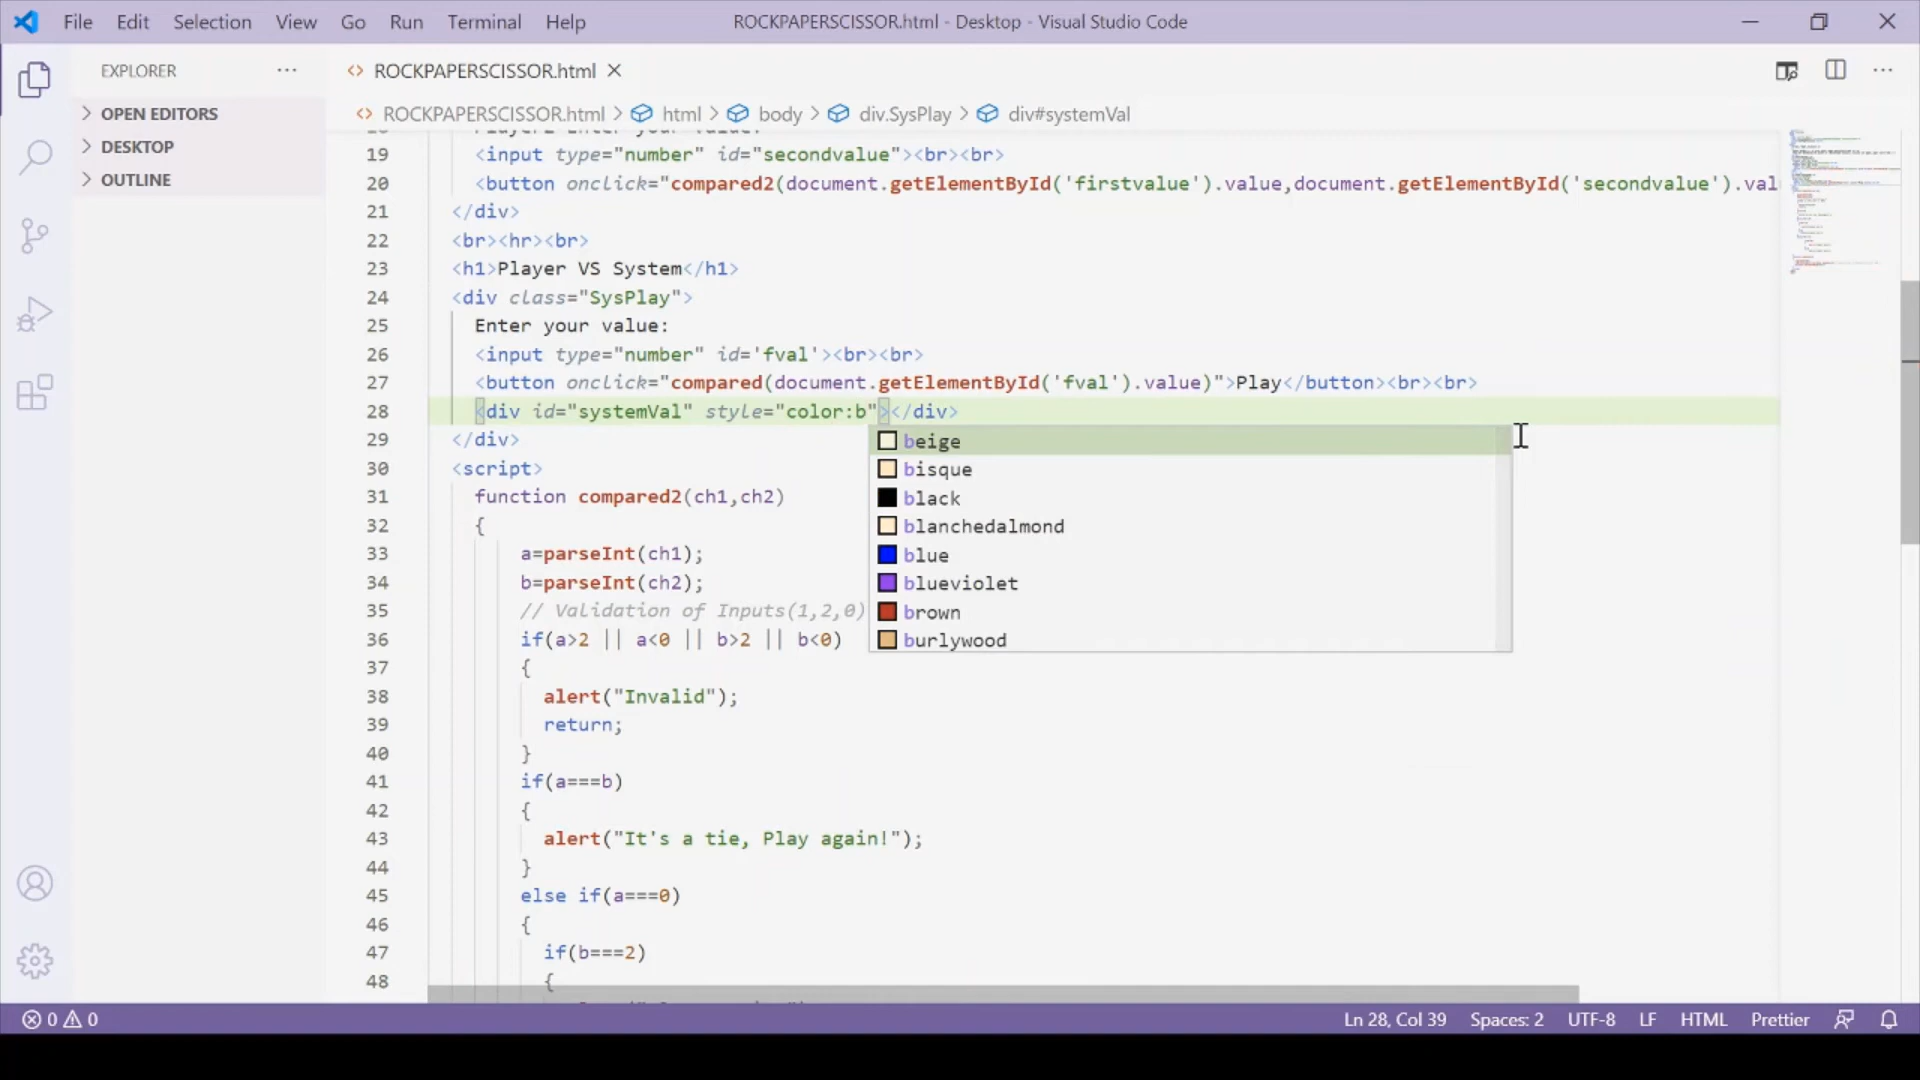 File Edit Selection View Go Run Terminal Help ROCKPAPERSCISSOR.html - Desktop - Visual Studio Code
EXPLORER
OPEN EDITORS
DESKTOP
OUTLINE
ROCKPAPERSCISSOR.html
ROCKPAPERSCISSOR.html > html > body > div.SysPlay > div#systemVal
18 Player2 Enter your value:
19 <input type="number" id="secondvalue"><br><br>
20 <button onclick="compared2(document.getElementById('firstvalue').value,document.getElementById('secondvalue').val
21 </div>
22 <br><hr><br>
23 <h1>Player VS System</h1>
24 <div class="SysPlay">
25 Enter your value:
26 <input type="number" id='fval'><br><br>
27 <button onclick="compared(document.getElementById('fval').value)">Play</button><br><br>
28 <div id="systemVal" style="color:b"></div>
29 </div>
30 <script>
31 function compared2(ch1,ch2)
32 {
33 a=parseInt(ch1);
34 b=parseInt(ch2);
35 // Validation of Inputs(1,2,0)
36 if(a>2 || a<0 || b>2 || b<0)
37 {
38 alert("Invalid");
39 return;
40 }
41 if(a===b)
42 {
43 alert("It's a tie, Play again!");
44 }
45 else if(a===0)
46 {
47 if(b===2)
48 {
beige
bisque
black
blanchedalmond
blue
blueviolet
brown
burlywood
0 0 Ln 28, Col 39 Spaces: 2 UTF-8 LF HTML Prettier